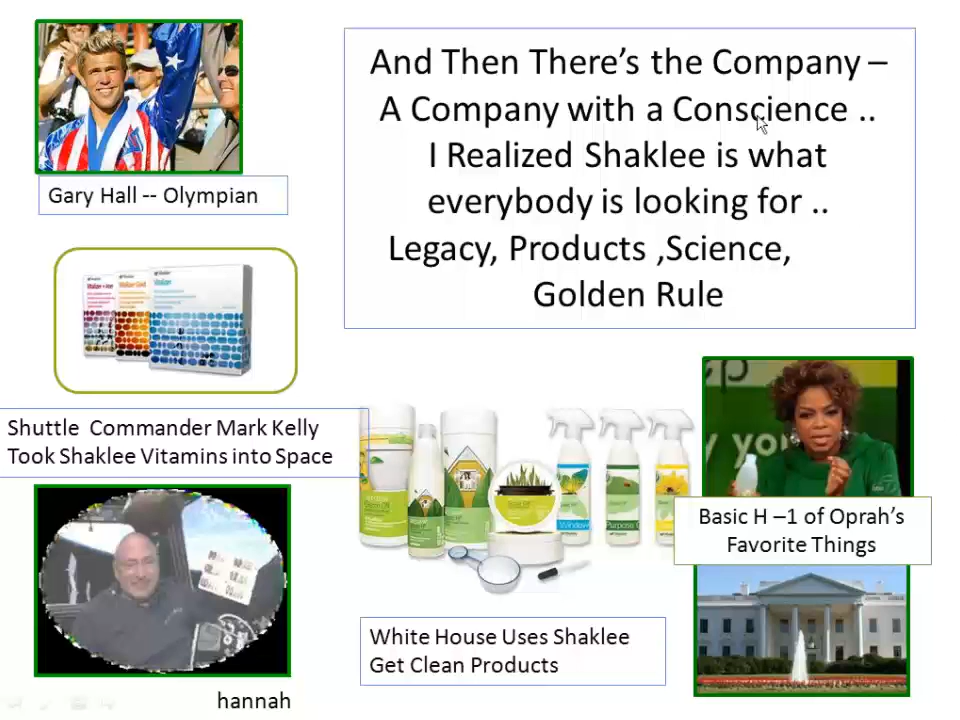 And Then There's the Company –
A Company with a Conscience ..
I Realized Shaklee is what
everybody is looking for ..
Legacy, Products ,Science,
Golden Rule
Gary Hall -- Olympian
Shuttle Commander Mark Kelly
Took Shaklee Vitamins into Space
Basic H –1 of Oprah's
Favorite Things
White House Uses Shaklee
Get Clean Products
hannah